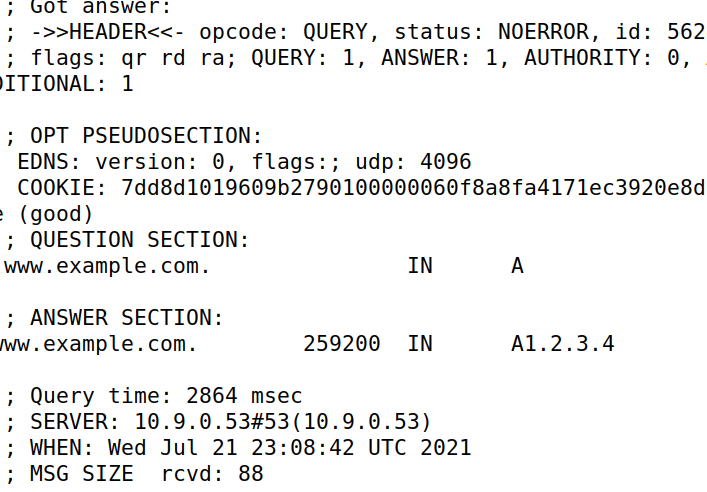 ; Got answer:
; ->>HEADER<<- opcode: QUERY, status: NOERROR, id: 562
; flags: qr rd ra; QUERY: 1, ANSWER: 1, AUTHORITY: 0,
DITIONAL: 1
; OPT PSEUDOSECTION:
EDNS: version: 0, flags:; udp: 4096
COOKIE: 7dd8d1019609b2790100000060f8a8fa4171ec3920e8d
e (good)
; QUESTION SECTION:
www.example.com. IN A
; ANSWER SECTION:
www.example.com. 259200 IN A1.2.3.4
; Query time: 2864 msec
; SERVER: 10.9.0.53#53(10.9.0.53)
; WHEN: Wed Jul 21 23:08:42 UTC 2021
; MSG SIZE rcvd: 88